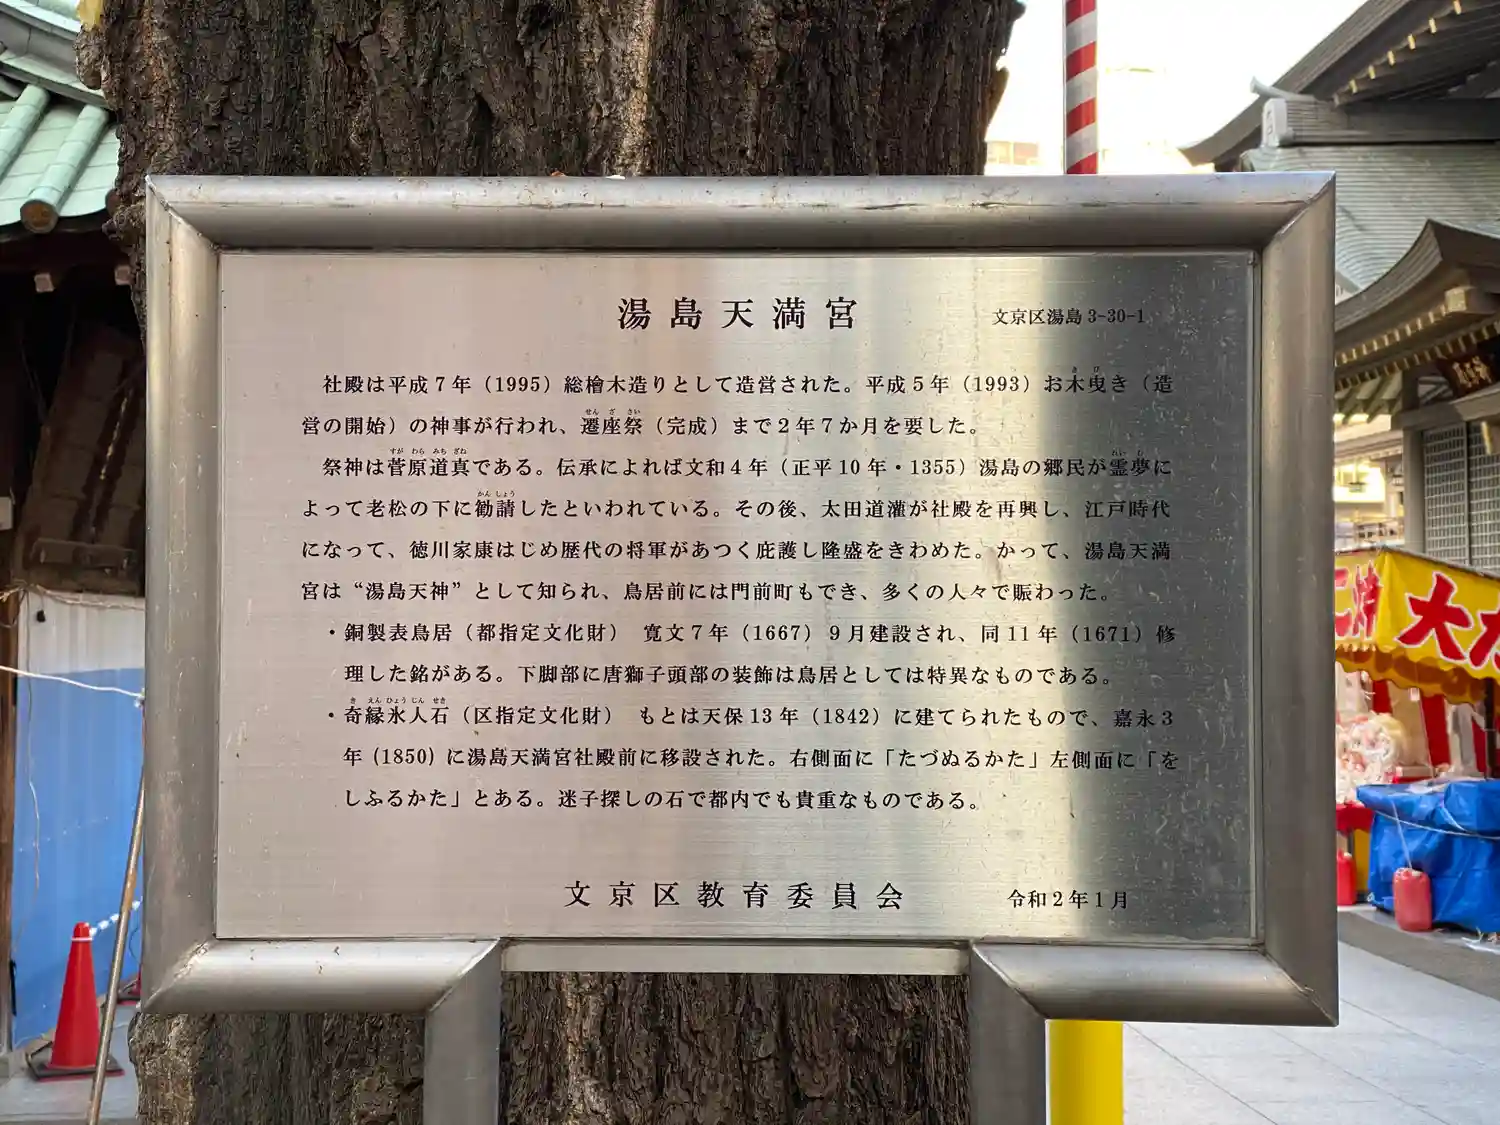 湯島天満宮
文京区湯島 3-30-1
社殿は平成7年（1995）総檜木造りとして造営された。平成5年（1993）お木曳き（造
営の開始）の神事が行われ、遷座祭（完成）まで2年7か月を要した。
祭神は菅原道真である。伝承によれば文和4年（正平10年・1355）湯島の郷民が霊夢に
よって老松の下に勧請したといわれている。その後、太田道灌が社殿を再興し、江戸時代
になって、徳川家康はじめ歴代の将軍があつく庇護し隆盛をきわめた。かって、湯島天満
宮は“湯島天神”として知られ、鳥居前には門前町もでき、多くの人々で賑わった。
・銅製表鳥居（都指定文化財）　寛文7年（1667）9月建設され、同11年（1671）修
理した銘がある。下脚部に唐獅子頭部の装飾は鳥居としては特異なものである。
・奇縁氷人石（区指定文化財）　もとは天保13年（1842）に建てられたもので、嘉永3
年 (1850) に湯島天満宮社殿前に移設された。右側面に「たづぬるかた」左側面に「を
しふるかた」とある。迷子探しの石で都内でも貴重なものである。
文京区教育委員会
令和2年1月
大